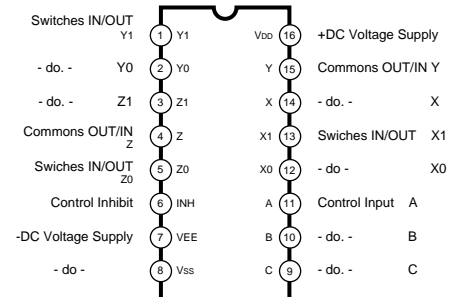 Switches IN/OUT
Y1 1 Y1 VDD 16 +DC Voltage Supply
- do. - Y0 2 Y0 Y 15 Commons OUT/IN Y
- do. - Z1 3 Z1 X 14 - do. - X
Commons OUT/IN
Z 4 Z X1 13 Swiches IN/OUT X1
Swiches IN/OUT
Z0 5 Z0 X0 12 - do - X0
Control Inhibit 6 INH A 11 Control Input A
-DC Voltage Supply 7 VEE B 10 - do. - B
- do - 8 Vss C 9 - do. - C